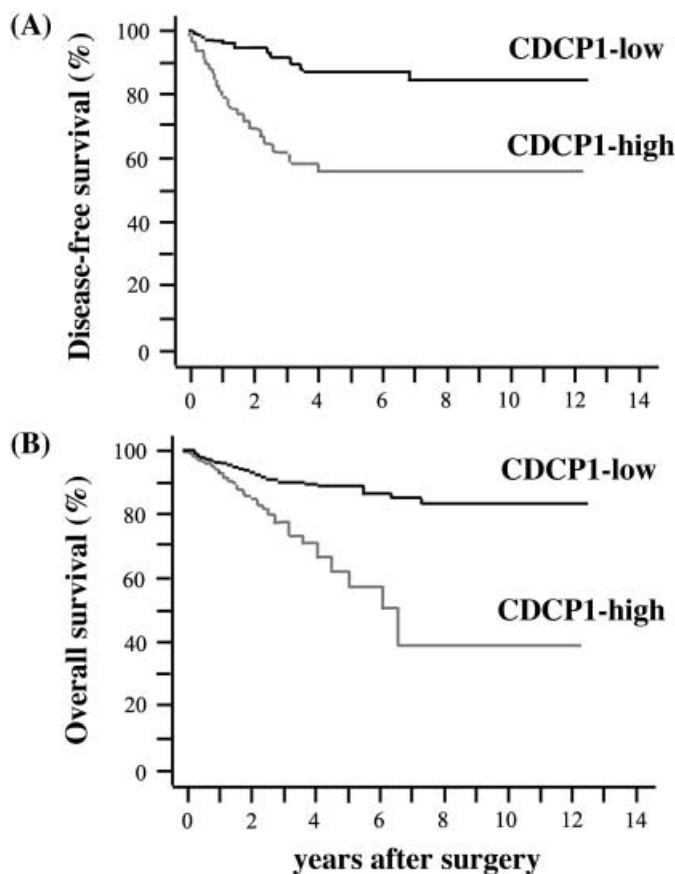 (A)
Disease-free survival (%)
100
80
60
40
20
0
CDCP1-low
CDCP1-high
0 2 4 6 8 10 12 14
(B)
Overall survival (%)
100
80
60
40
20
0
CDCP1-low
CDCP1-high
0 2 4 6 8 10 12 14
years after surgery